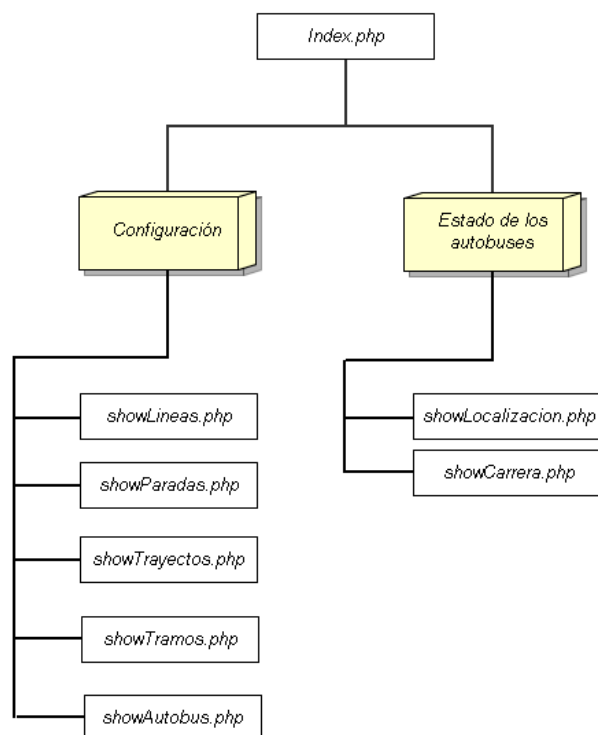 Index.php
Configuración
Estado de los
autobuses
showLineas.php
showParadas.php
showTrayectos.php
showTramos.php
showAutobus.php
showLocalizacion.php
showCarrera.php